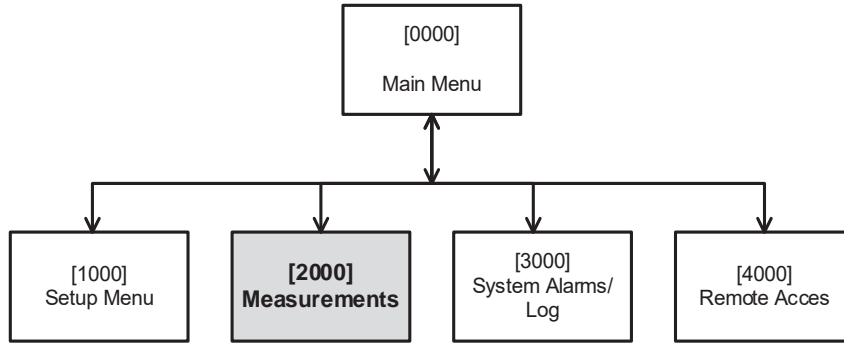 [0000]
Main Menu
[1000]
Setup Menu
[2000]
Measurements
[3000]
System Alarms/
Log
[4000]
Remote Acces